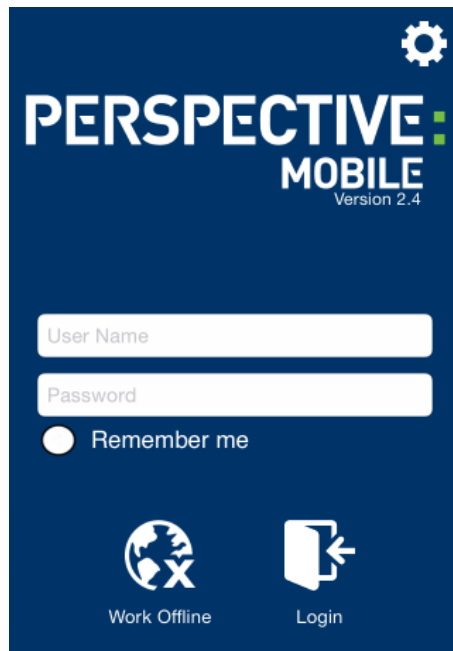 PERSPECTIVE:
MOBILE
Version 2.4
User Name
Password
Remember me
Work Offline
Login